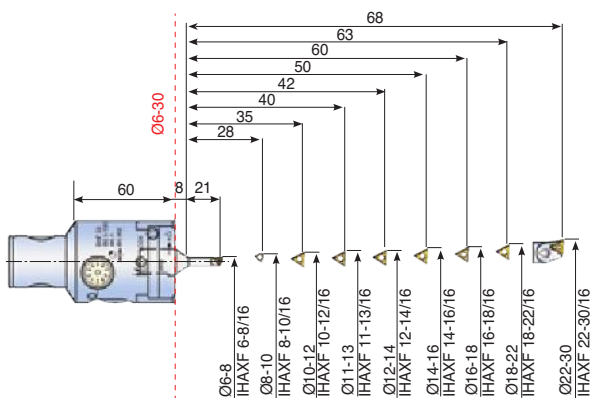 68
63
60
50
42
40
35
28
Ø6-30
60
8
21
Ø6-8
IHAXF 6-8/16
Ø8-10
IHAXF 8-10/16
Ø10-12
IHAXF 10-12/16
Ø11-13
IHAXF 11-13/16
Ø12-14
IHAXF 12-14/16
Ø14-16
IHAXF 14-16/16
Ø16-18
IHAXF 16-18/16
Ø18-22
IHAXF 18-22/16
Ø22-30
IHAXF 22-30/16